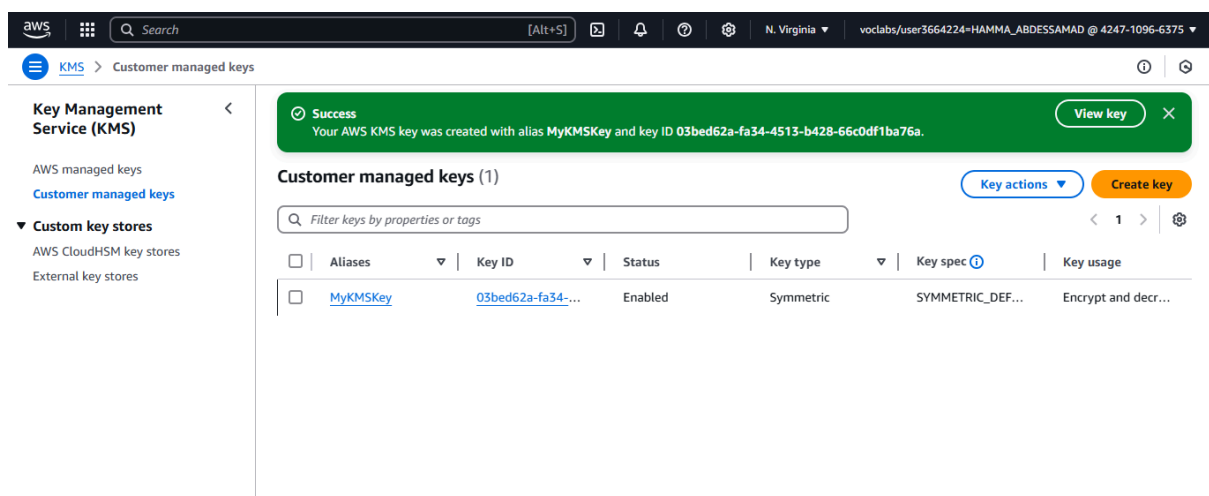 aws
Search
[Alt+S]
N. Virginia
voclabs/user3664224=HAMMA_ABDESSAMAD @ 4247-1096-6375
KMS > Customer managed keys
Key Management
Service (KMS)
AWS managed keys
Customer managed keys
Custom key stores
AWS CloudHSM key stores
External key stores
Success
Your AWS KMS key was created with alias MyKMSKey and key ID 03bed62a-fa34-4513-b428-66c0df1ba76a.
View key
Customer managed keys (1)
Key actions
Create key
Filter keys by properties or tags
1
Aliases Key ID Status Key type Key spec Key usage
MyKMSKey 03bed62a-fa34-... Enabled Symmetric SYMMETRIC_DEF... Encrypt and decr...